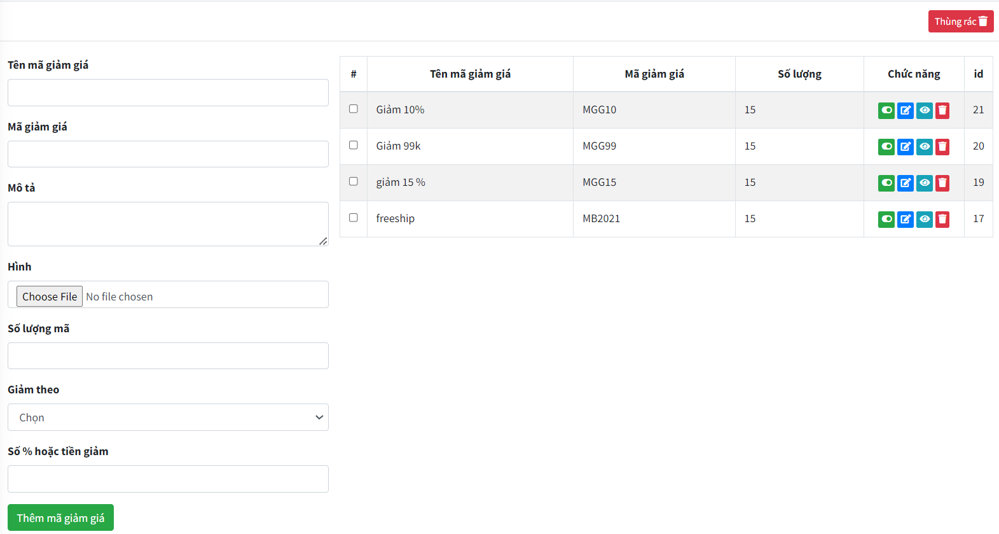 Thùng rác
Tên mã giảm giá
Mã giảm giá
Mô tả
Hình
Choose File No file chosen
Số lượng mã
Giảm theo
Chọn
Số % hoặc tiền giảm
Thêm mã giảm giá
# Tên mã giảm giá Mã giảm giá Số lượng Chức năng id
Giảm 10% MGG10 15 21
Giảm 99k MGG99 15 20
giảm 15 % MGG15 15 19
freeship MB2021 15 17